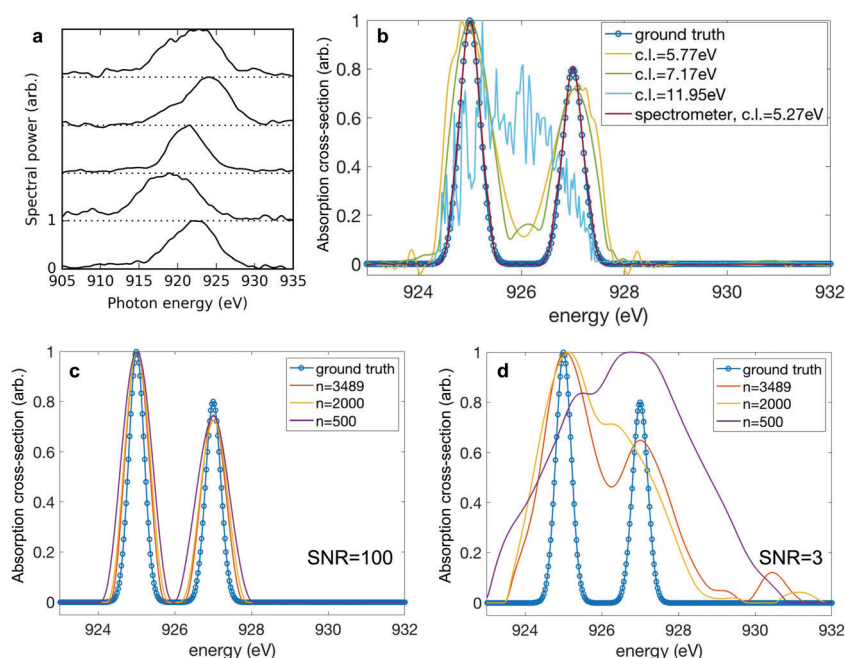 a
Spectral power (arb.)
1
0
905 910 915 920 925 930 935
Photon energy (eV)
b
Absorption cross-section (arb.)
1
0.8
0.6
0.4
0.2
0
924 926 928 930 932
energy (eV)
ground truth
c.l.=5.77eV
c.l.=7.17eV
c.l.=11.95eV
spectrometer, c.l.=5.27eV
c
Absorption cross-section (arb.)
1
0.8
0.6
0.4
0.2
0
924 926 928 930 932
energy (eV)
ground truth
n=3489
n=2000
n=500
SNR=100
d
Absorption cross-section (arb.)
1
0.8
0.6
0.4
0.2
0
924 926 928 930 932
energy (eV)
ground truth
n=3489
n=2000
n=500
SNR=3